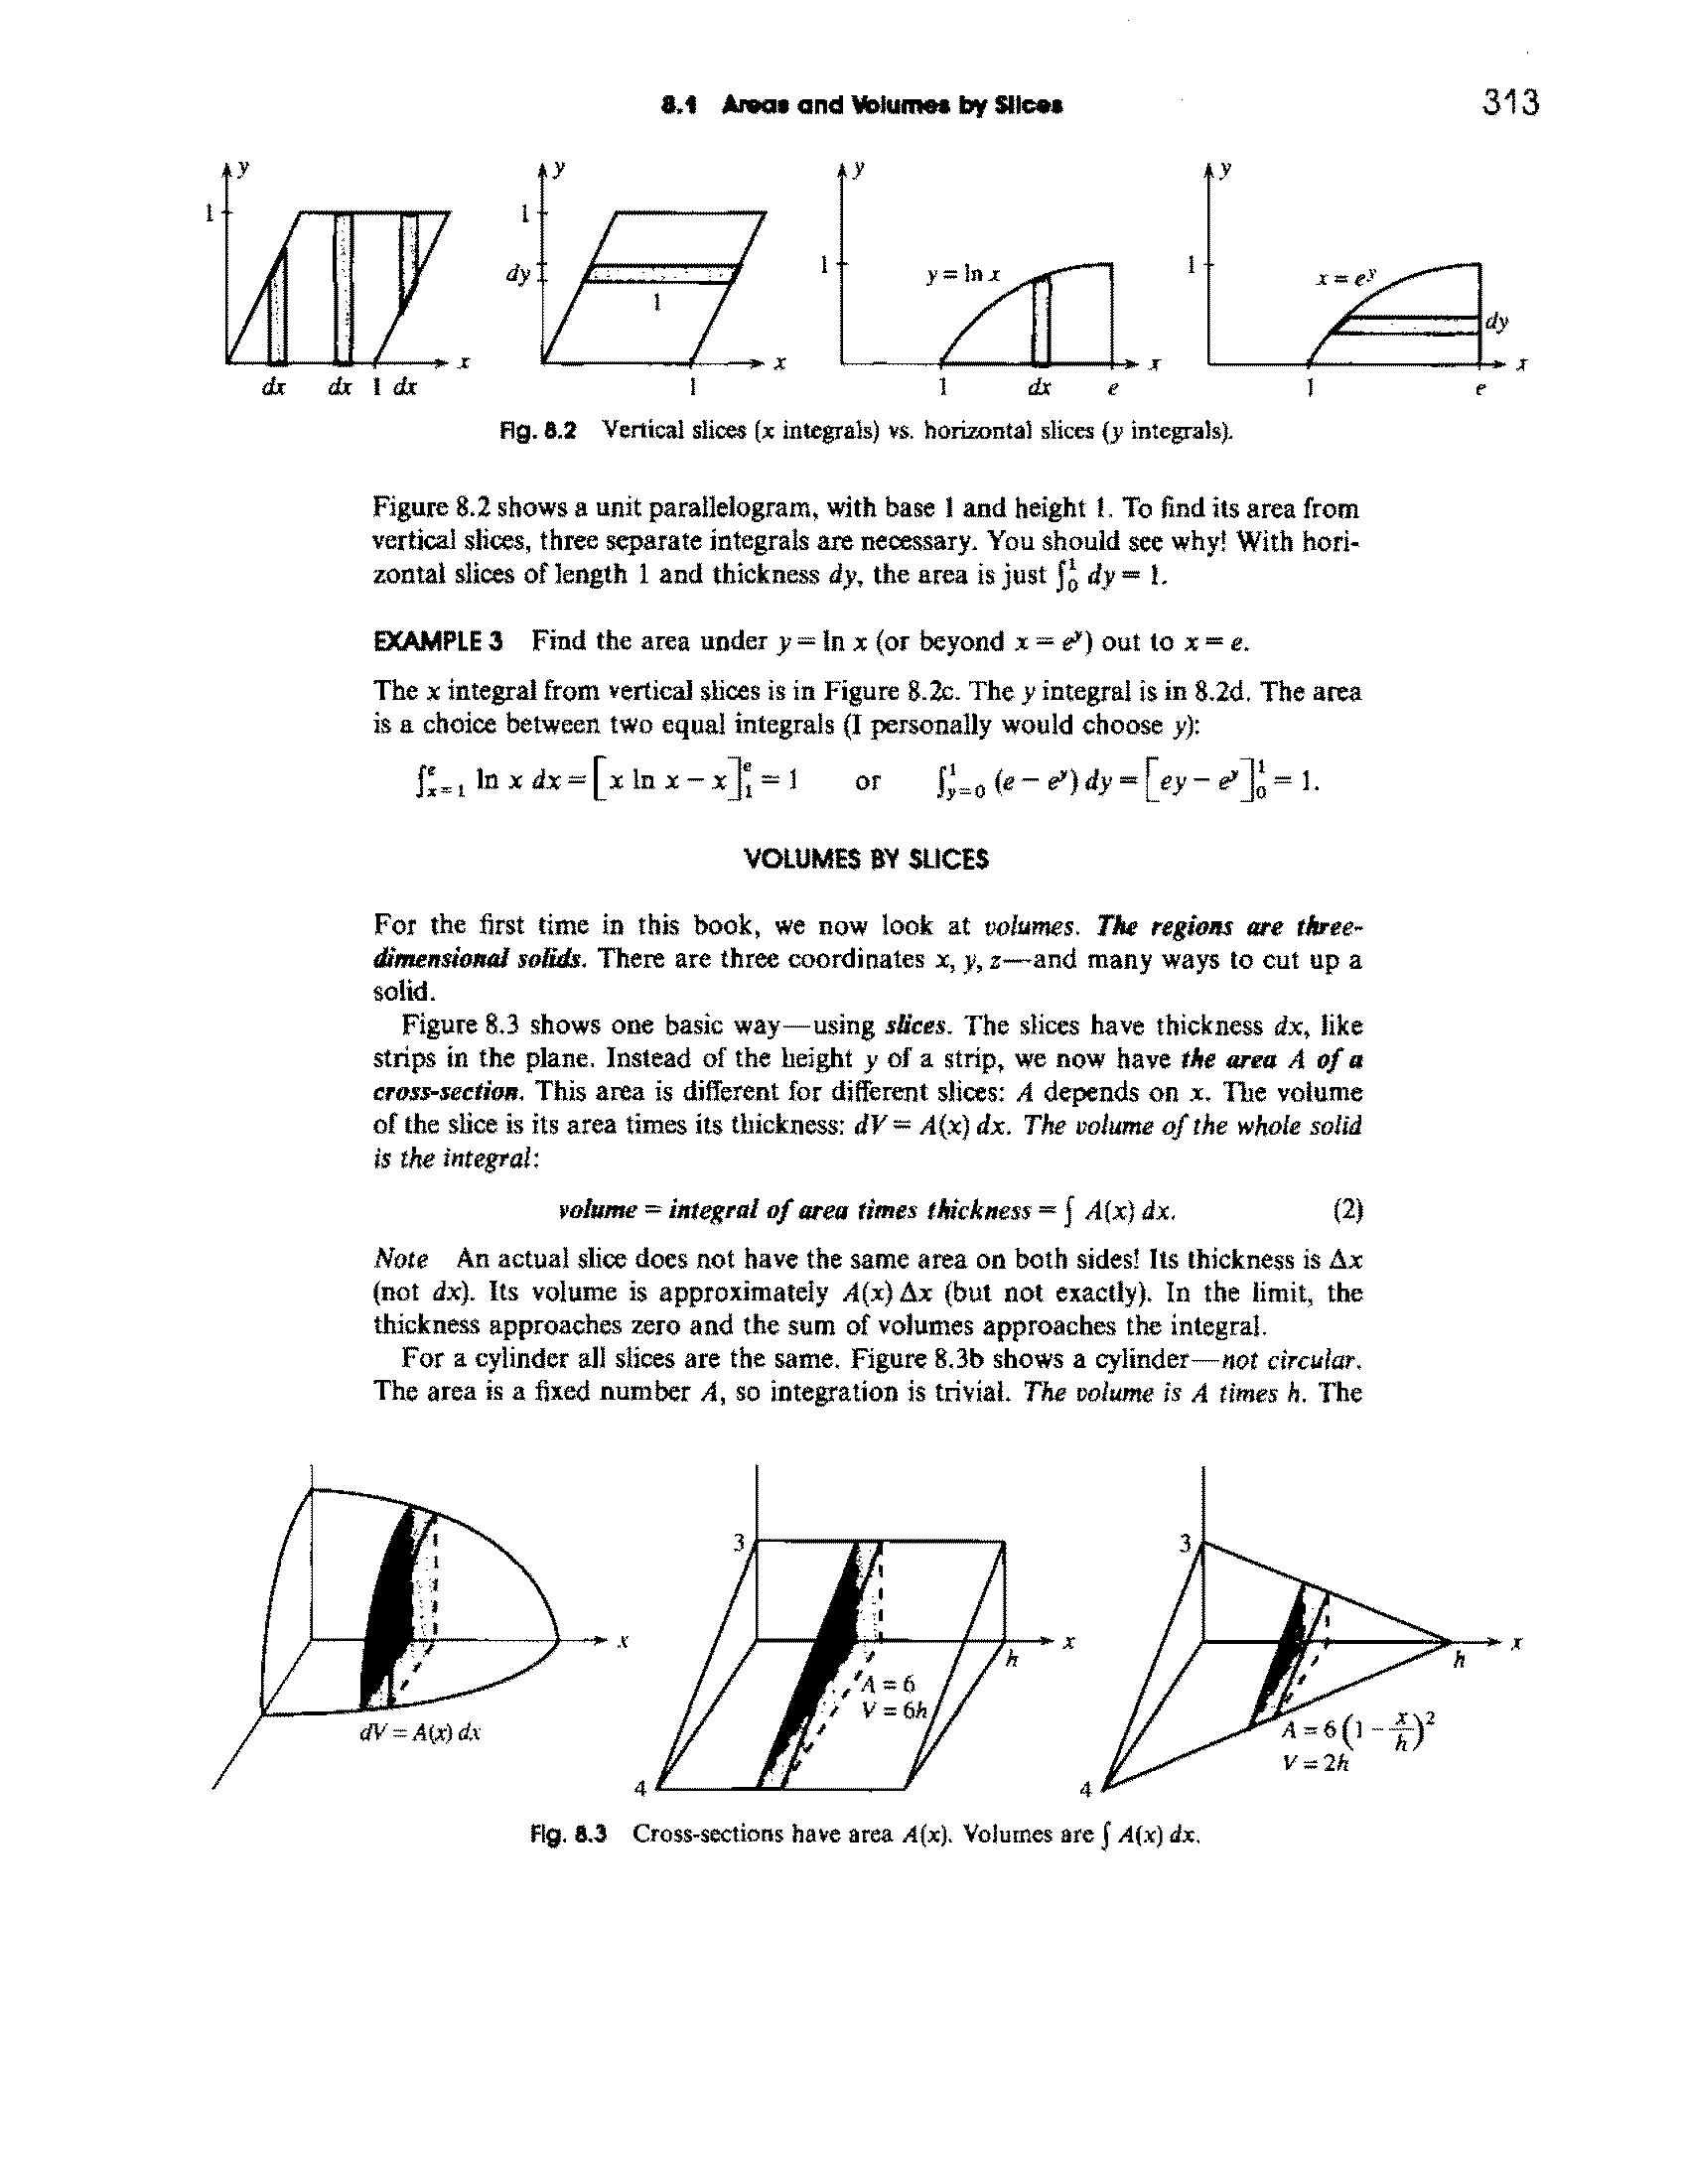 8.1 Areas and Volumes by Slices 313
y y y y
1 1 1 1
dy y = ln x x = e^y dy
1
x x x x
dx dx 1 dx 1 1 dx e 1 e
Fig. 8.2 Vertical slices (x integrals) vs. horizontal slices (y integrals).
Figure 8.2 shows a unit parallelogram, with base 1 and height 1. To find its area from
vertical slices, three separate integrals are necessary. You should see why! With hori-
zontal slices of length 1 and thickness dy, the area is just ∫₀¹ dy = 1.
EXAMPLE 3 Find the area under y = ln x (or beyond x = e^y) out to x = e.
The x integral from vertical slices is in Figure 8.2c. The y integral is in 8.2d. The area
is a choice between two equal integrals (I personally would choose y):
∫_{x=1}^{e} ln x dx = [x ln x − x]_1^e = 1 or ∫_{y=0}^{1} (e − e^y) dy = [ey − e^y]_0^1 = 1.
VOLUMES BY SLICES
For the first time in this book, we now look at volumes. The regions are three-
dimensional solids. There are three coordinates x, y, z—and many ways to cut up a
solid.
Figure 8.3 shows one basic way—using slices. The slices have thickness dx, like
strips in the plane. Instead of the height y of a strip, we now have the area A of a
cross-section. This area is different for different slices: A depends on x. The volume
of the slice is its area times its thickness: dV = A(x) dx. The volume of the whole solid
is the integral:
volume = integral of area times thickness = ∫ A(x) dx. (2)
Note An actual slice does not have the same area on both sides! Its thickness is Δx
(not dx). Its volume is approximately A(x) Δx (but not exactly). In the limit, the
thickness approaches zero and the sum of volumes approaches the integral.
For a cylinder all slices are the same. Figure 8.3b shows a cylinder—not circular.
The area is a fixed number A, so integration is trivial. The volume is A times h. The
3 3
x x x
h h
A = 6
V = 6h
dV = A(x) dx A = 6(1 − x/h)²
V = 2h
4 4
Fig. 8.3 Cross-sections have area A(x). Volumes are ∫ A(x) dx.